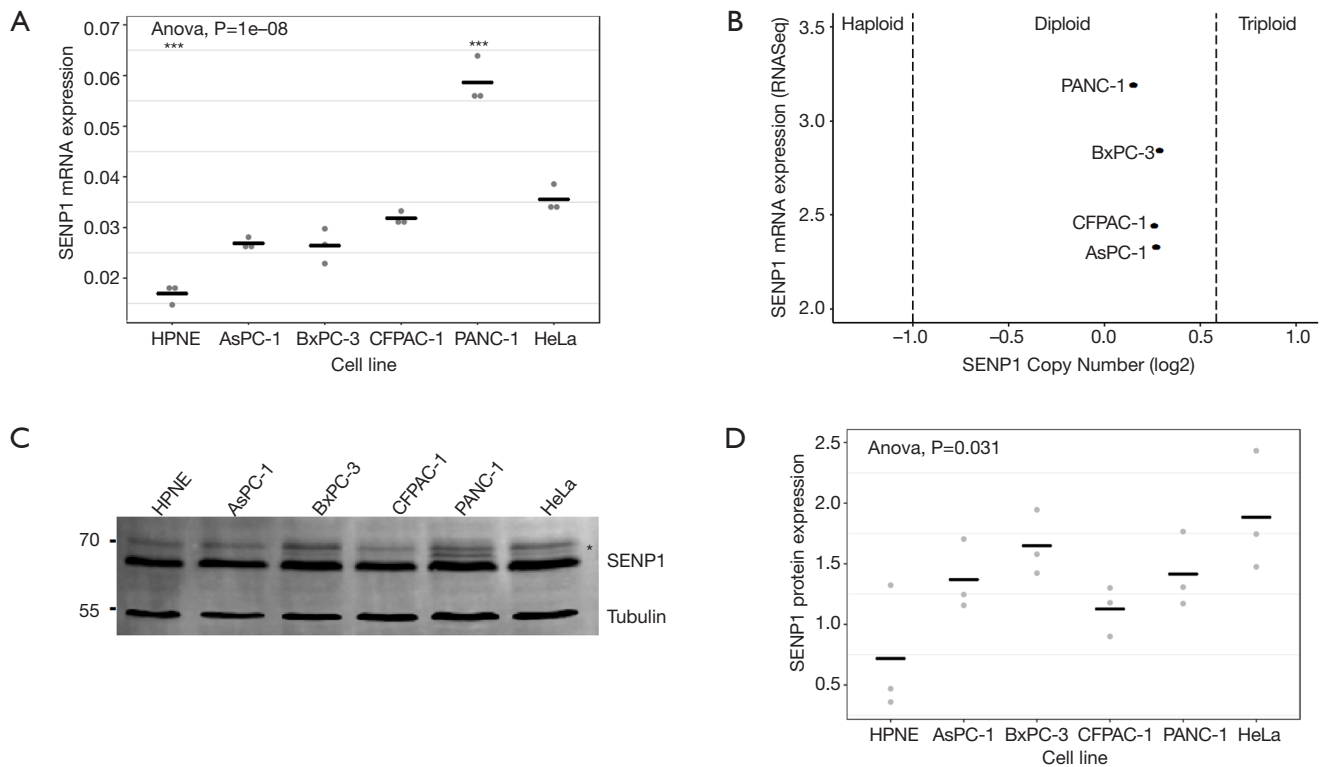 A
Anova, P=1e–08
***
***
SENP1 mRNA expression
0.07
0.06
0.05
0.04
0.03
0.02
HPNE AsPC-1 BxPC-3 CFPAC-1 PANC-1 HeLa
Cell line
B
Haploid Diploid Triploid
SENP1 mRNA expression (RNASeq)
3.5
3.0
2.5
2.0
PANC-1
BxPC-3
CFPAC-1
AsPC-1
–1.0 –0.5 0.0 0.5 1.0
SENP1 Copy Number (log2)
C
HPNE AsPC-1 BxPC-3 CFPAC-1 PANC-1 HeLa
70
*
SENP1
55
Tubulin
D
Anova, P=0.031
SENP1 protein expression
2.5
2.0
1.5
1.0
0.5
HPNE AsPC-1 BxPC-3 CFPAC-1 PANC-1 HeLa
Cell line